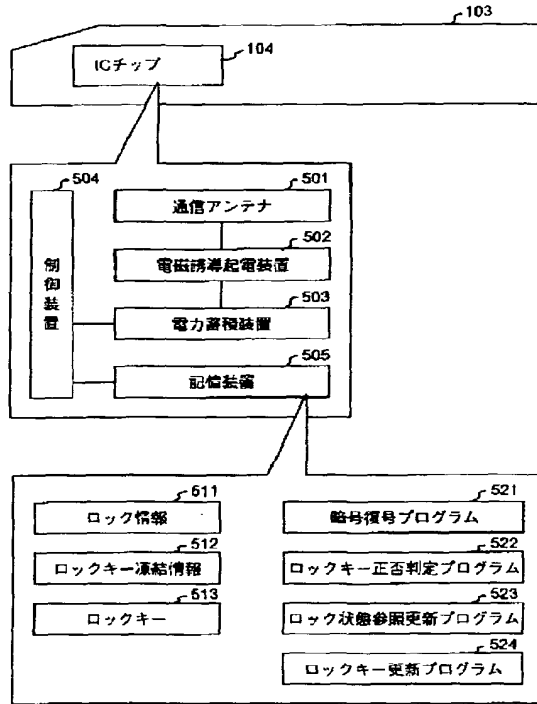 103
ICチップ
104
504
制御装置
501
通信アンテナ
502
電磁誘導起電装置
503
電力蓄積装置
505
記憶装置
511
ロック情報
512
ロックキー凍結情報
513
ロックキー
521
暗号復号プログラム
522
ロックキー正否判定プログラム
523
ロック状態参照更新プログラム
524
ロックキー更新プログラム